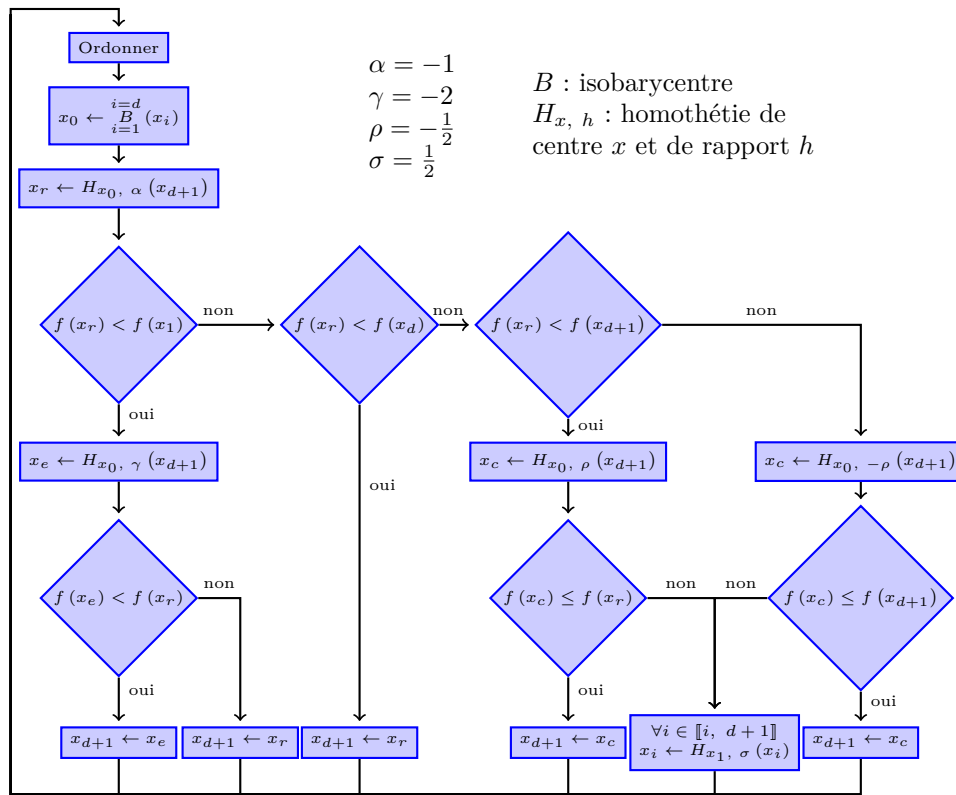 Ordonner
x_0 ← B_{i=1}^{i=d} (x_i)
x_r ← H_{x_0, α} (x_{d+1})
α = −1
γ = −2
ρ = −1/2
σ = 1/2
B : isobarycentre
H_{x, h} : homothétie de
centre x et de rapport h
f (x_r) < f (x_1)
non
f (x_r) < f (x_d)
non
f (x_r) < f (x_{d+1})
non
oui
oui
x_e ← H_{x_0, γ} (x_{d+1})
x_c ← H_{x_0, ρ} (x_{d+1})
x_c ← H_{x_0, −ρ} (x_{d+1})
oui
f (x_e) < f (x_r)
non
f (x_c) ≤ f (x_r)
non
non
f (x_c) ≤ f (x_{d+1})
oui
oui
oui
x_{d+1} ← x_e
x_{d+1} ← x_r
x_{d+1} ← x_r
x_{d+1} ← x_c
∀i ∈ ⟦i, d + 1⟧
x_i ← H_{x_1, σ} (x_i)
x_{d+1} ← x_c